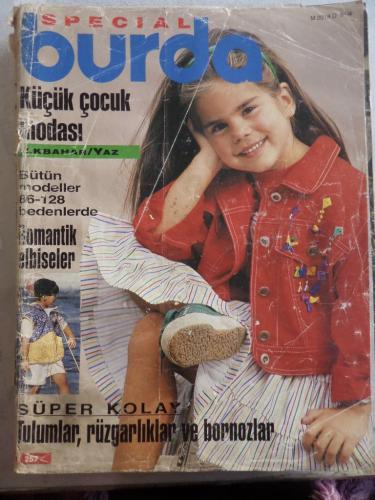 SPECIAL
burda
Küçük çocuk
modası
İLKBAHAR/YAZ
Bütün
modeller
86-128
bedenlerde
Romantik
elbiseler
SÜPER KOLAY
Tulumlar, rüzgarlıklar ve bornozlar